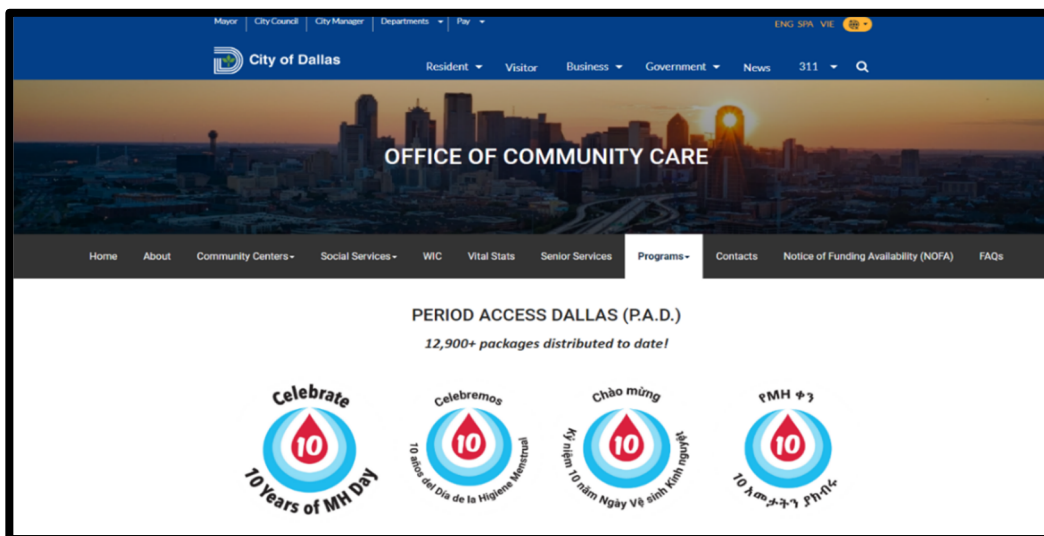 Mayor City Council City Manager Departments Pay
ENG SPA VIE
City of Dallas
Resident Visitor Business Government News 311
OFFICE OF COMMUNITY CARE
Home About Community Centers Social Services WIC Vital Stats Senior Services Programs Contacts Notice of Funding Availability (NOFA) FAQs
PERIOD ACCESS DALLAS (P.A.D.)
12,900+ packages distributed to date!
Celebrate
10
10 Years of MH Day
Celebremos
10
10 años del Día de la Higiene Menstrual
Chào mừng
10
Kỷ niệm 10 năm Ngày Vệ sinh Kinh nguyệt
የMH ቀን
10
10 አመታትን ያክብሩ